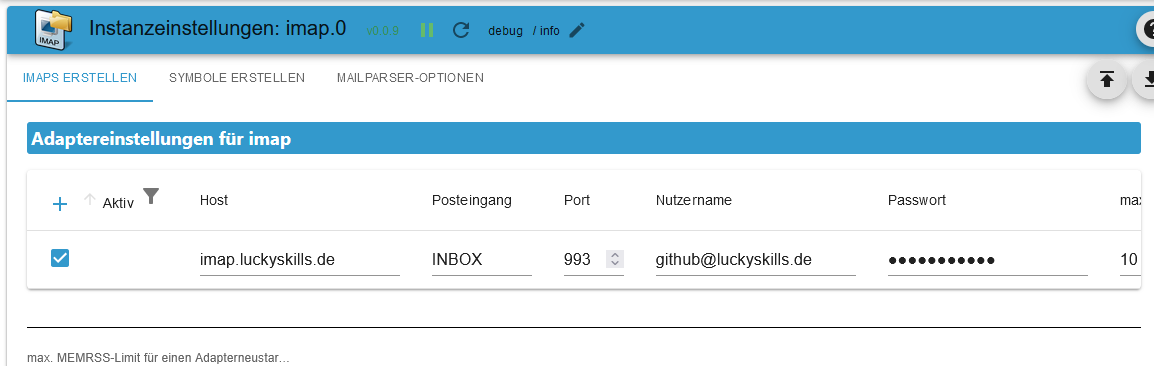 IMAP
Instanzeinstellungen: imap.0 v0.0.9 debug / info
IMAPS ERSTELLEN SYMBOLE ERSTELLEN MAILPARSER-OPTIONEN
Adaptereinstellungen für imap
Aktiv Host Posteingang Port Nutzername Passwort max
imap.luckyskills.de INBOX 993 github@luckyskills.de ●●●●●●●●●●● 10
max. MEMRSS-Limit für einen Adapterneustar...